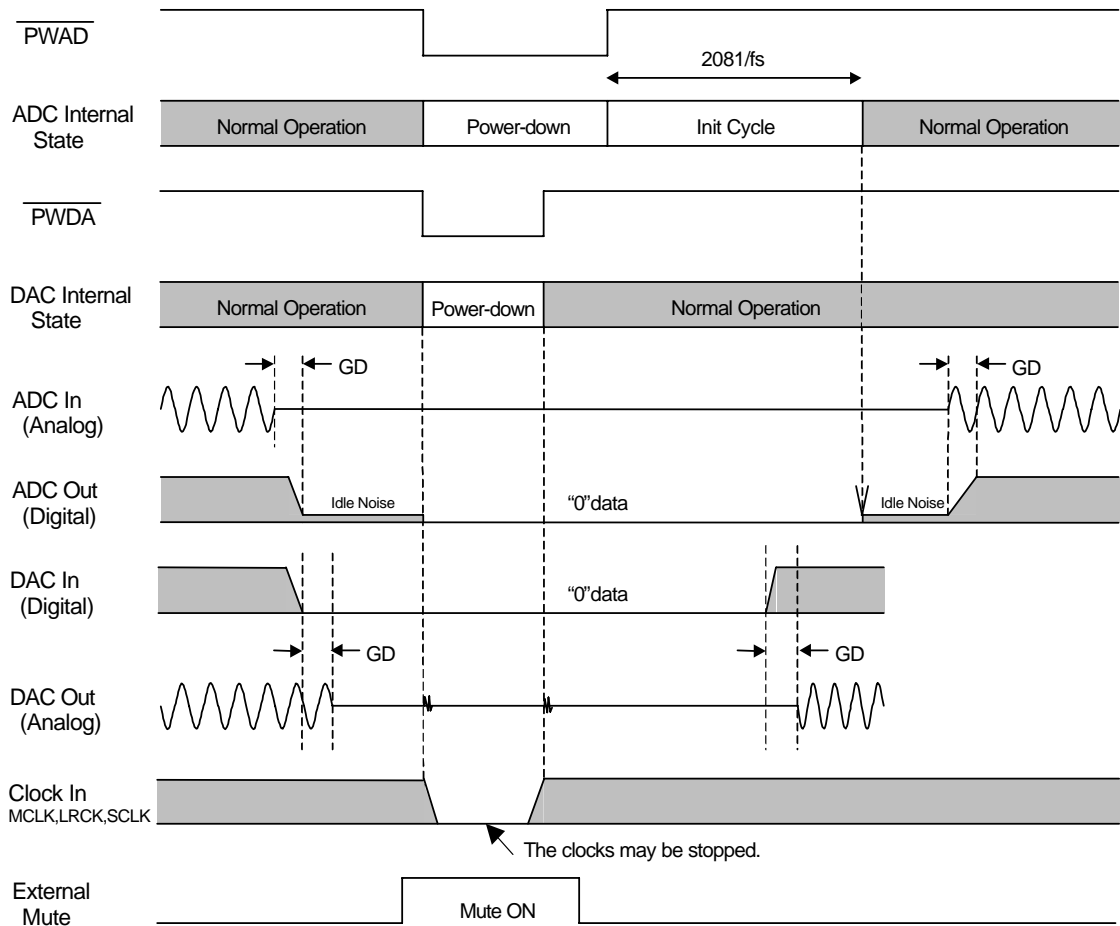 PWAD
2081/fs
ADC Internal
State
Normal Operation
Power-down
Init Cycle
Normal Operation
PWDA
DAC Internal
State
Normal Operation
Power-down
Normal Operation
GD
GD
ADC In
(Analog)
ADC Out
(Digital)
Idle Noise
“0”data
Idle Noise
DAC In
(Digital)
“0”data
GD
GD
DAC Out
(Analog)
Clock In
MCLK,LRCK,SCLK
The clocks may be stopped.
External
Mute
Mute ON